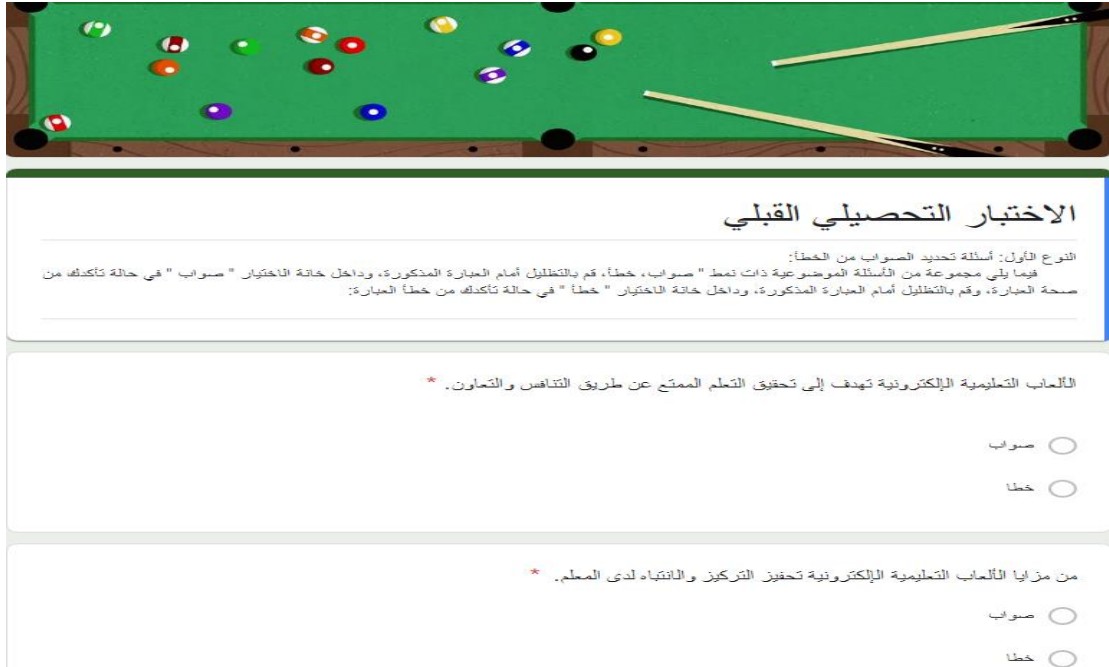 الاختبار التحصيلي القبلي
النوع الأول: أسئلة تحديد الصواب من الخطأ:
فيما يلي مجموعة من الأسئلة الموضوعية ذات نمط " صواب، خطأ، قم بالتظليل أمام العبارة المذكورة، وداخل خانة الاختيار " صواب " في حالة تأكدك من
صحة العبارة، وقم بالتظليل أمام العبارة المذكورة، وداخل خانة الاختيار " خطأ " في حالة تأكدك من خطأ العبارة:
الألعاب التعليمية الإلكترونية تهدف إلى تحقيق التعلم الممتع عن طريق التنافس والتعاون. *
صواب
خطا
من مزايا الألعاب التعليمية الإلكترونية تحفيز التركيز والانتباه لدى المعلم. *
صواب
خطا